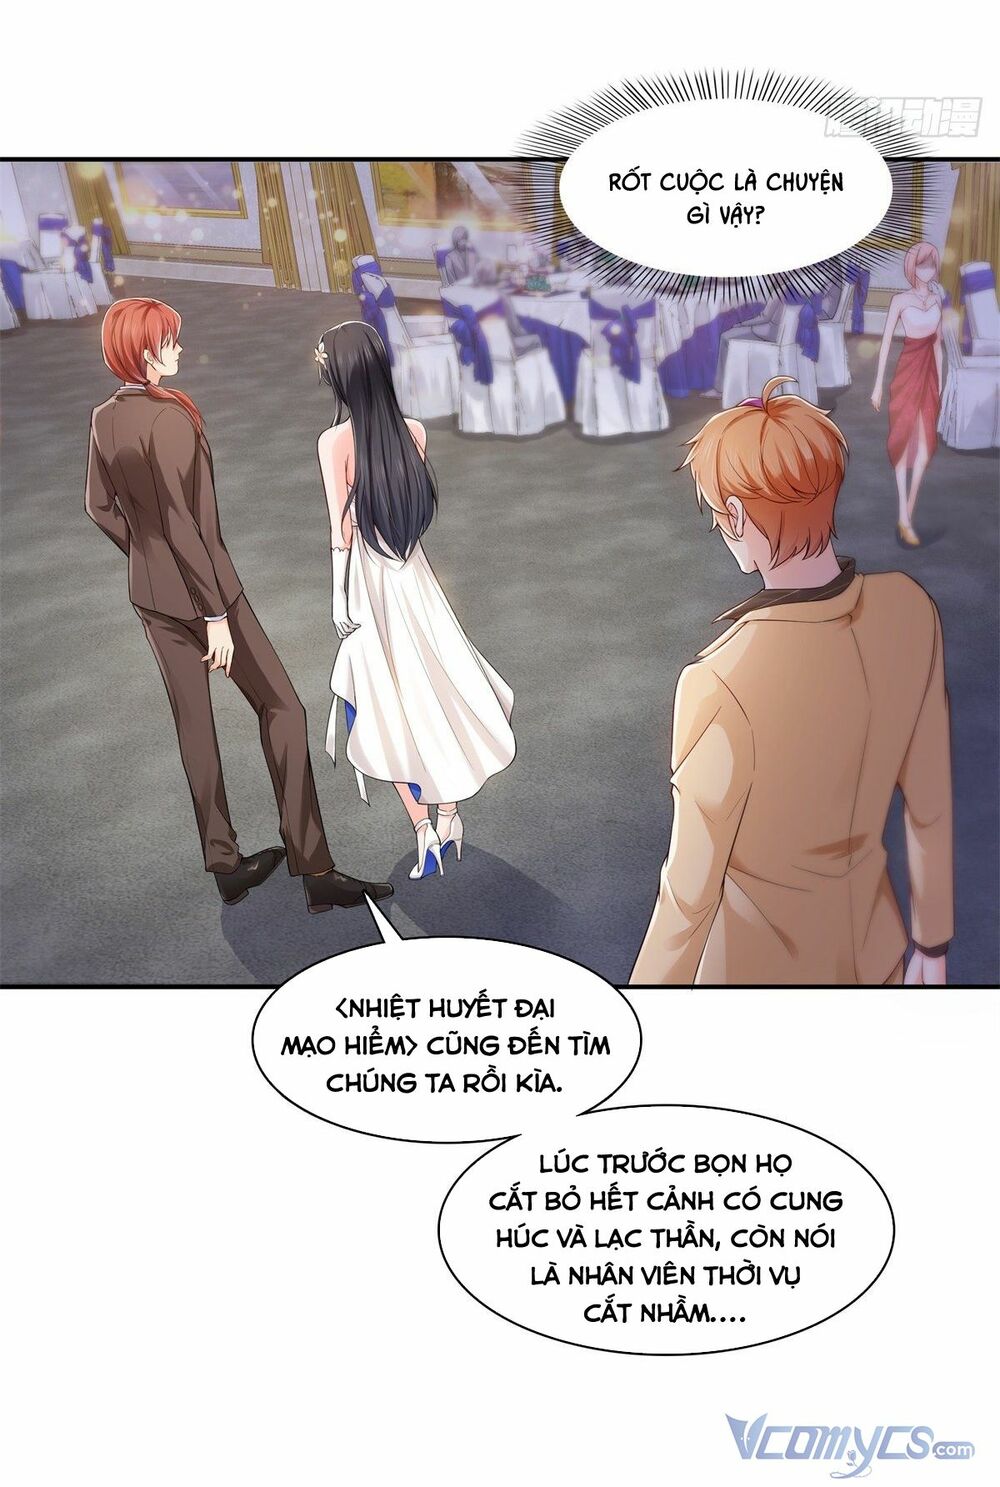 RỐT CUỘC LÀ CHUYỆN
GÌ VẬY?
<NHIỆT HUYẾT ĐẠI
MẠO HIỂM> CŨNG ĐẾN TÌM
CHÚNG TA RỒI KÌA.
LÚC TRƯỚC BỌN HỌ
CẮT BỎ HẾT CẢNH CÓ CUNG
HÚC VÀ LẠC THẦN, CÒN NÓI
LÀ NHÂN VIÊN THỜI VỤ
CẮT NHẦM....
VCOMYCS.com